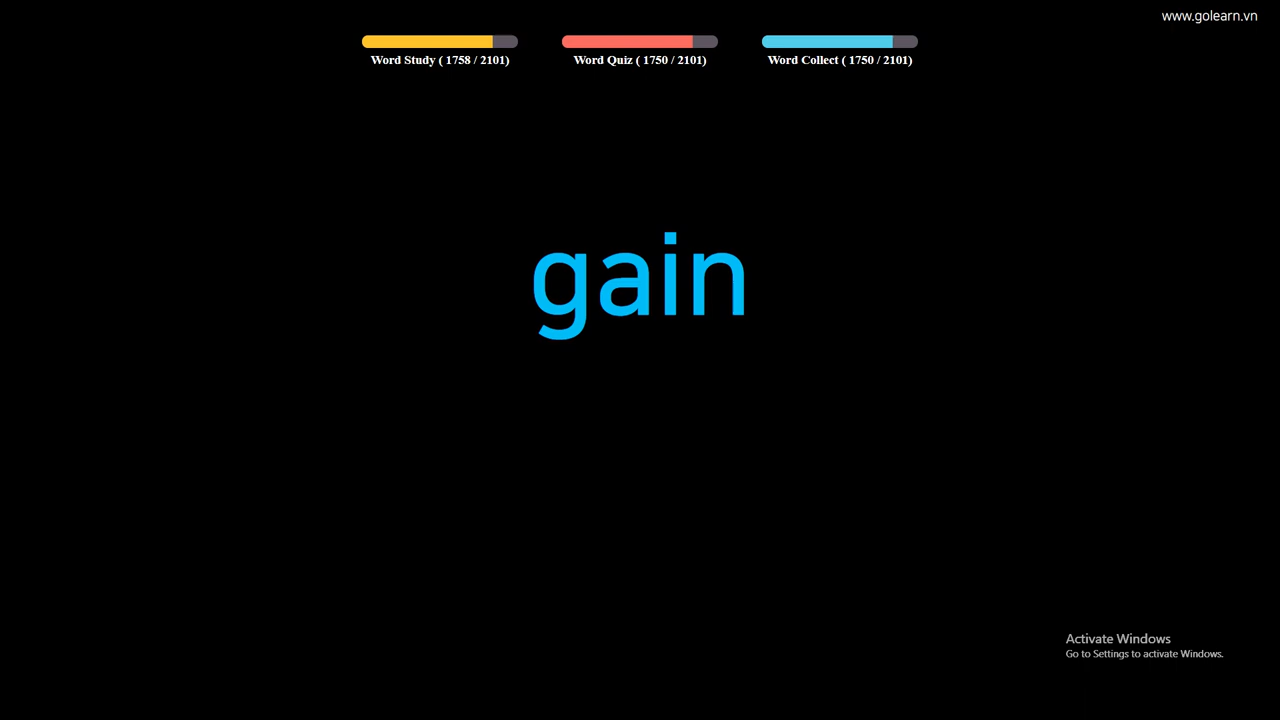 www.golearn.vn
Word Study ( 1758 / 2101)
Word Quiz ( 1750 / 2101)
Word Collect ( 1750 / 2101)
gain
Activate Windows
Go to Settings to activate Windows.